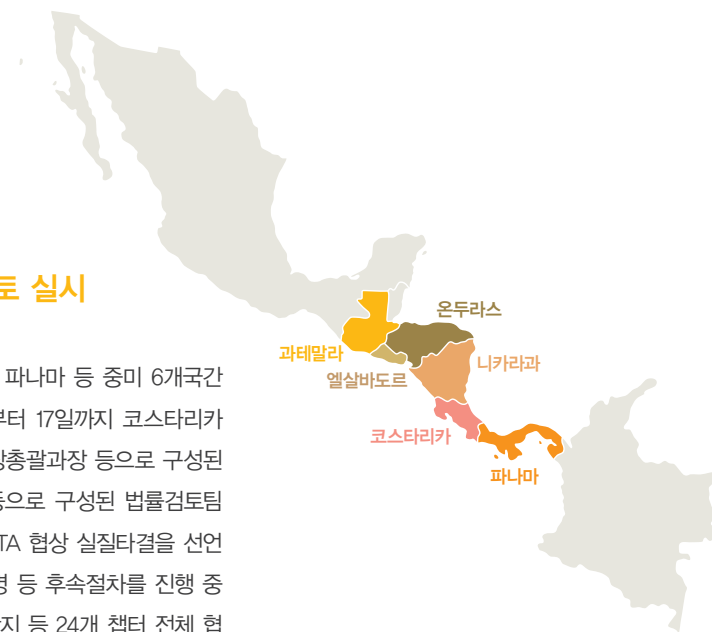 토 실시
파나마 등 중미 6개국간
부터 17일까지 코스타리카
상총괄과장 등으로 구성된
등으로 구성된 법률검토팀
TA 협상 실질타결을 선언
명 등 후속절차를 진행 중
지 등 24개 챕터 전체 협
온두라스
과테말라
니카라과
엘살바도르
코스타리카
파나마